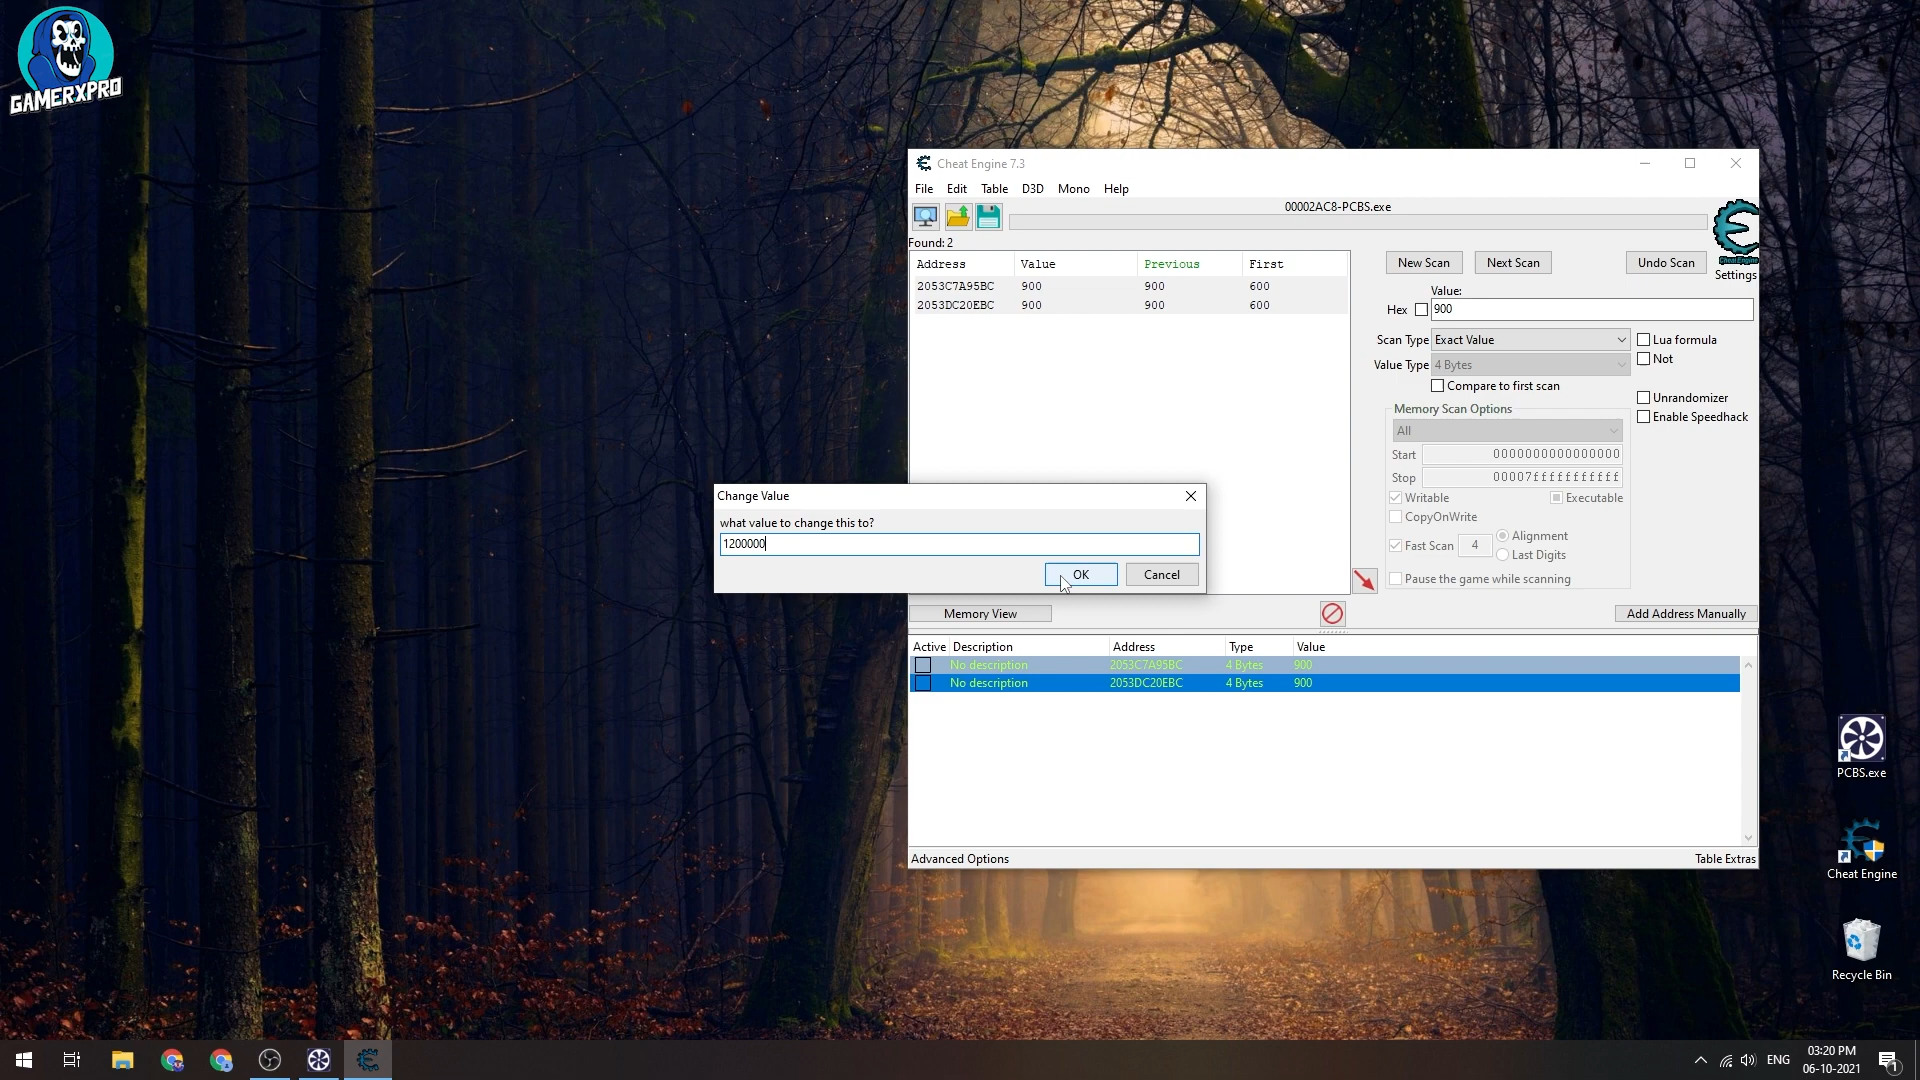 GAMERXPRO
Cheat Engine 7.3
File Edit Table D3D Mono Help
00002AC8-PCBS.exe
Found: 2
Address Value Previous First
2053C7A95BC 900 900 600
2053DC20EBC 900 900 600
New Scan Next Scan Undo Scan
Cheat Engine
Settings
Value:
Hex 900
Scan Type Exact Value Lua formula
Not
Value Type 4 Bytes
Compare to first scan
Unrandomizer
Enable Speedhack
Memory Scan Options
All
Start 0000000000000000
Stop 00007fffffffffff
Writable Executable
CopyOnWrite
Fast Scan 4 Alignment
Last Digits
Pause the game while scanning
Change Value
what value to change this to?
1200000
OK Cancel
Memory View Add Address Manually
Active Description Address Type Value
No description 2053C7A95BC 4 Bytes 900
No description 2053DC20EBC 4 Bytes 900
Advanced Options Table Extras
PCBS.exe
Cheat Engine
Recycle Bin
ENG
03:20 PM
06-10-2021
1